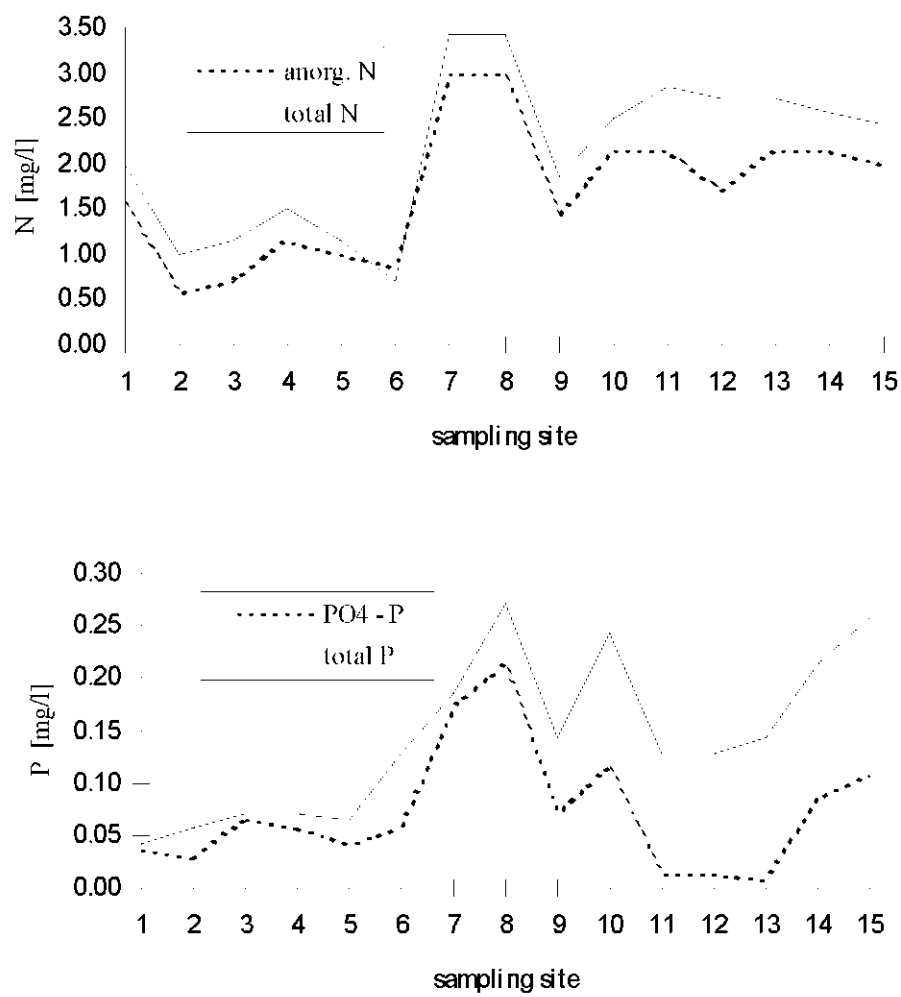 3.50
3.00
2.50
2.00
1.50
1.00
0.50
0.00
N [mg/l]
anorg. N
total N
1 2 3 4 5 6 7 8 9 10 11 12 13 14 15
sampling site
0.30
0.25
0.20
0.15
0.10
0.05
0.00
P [mg/l]
PO4 - P
total P
1 2 3 4 5 6 7 8 9 10 11 12 13 14 15
sampling site